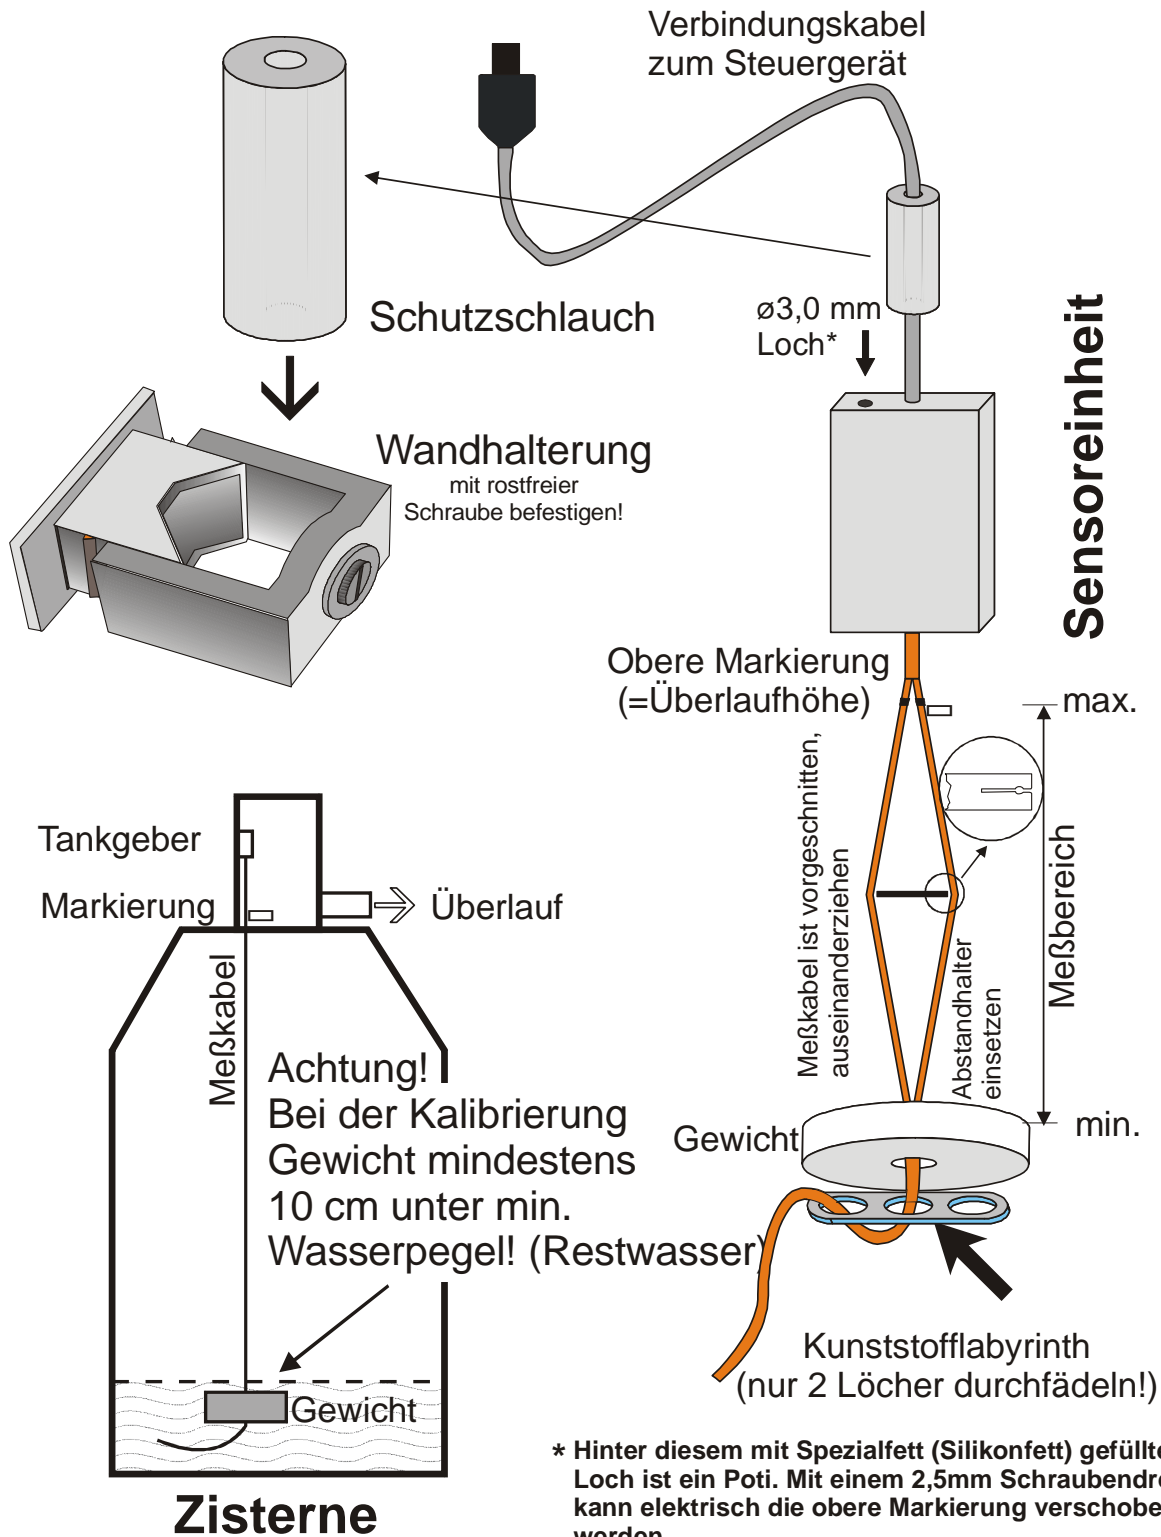 Verbindungskabel
zum Steuergerät
Schutzschlauch
ø3,0 mm
Loch*
Sensoreinheit
Wandhalterung
mit rostfreier
Schraube befestigen!
Obere Markierung
(=Überlaufhöhe)
max.
Meßkabel ist vorgeschnitten,
auseinanderziehen
Abstandhalter
einsetzen
Meßbereich
min.
Gewicht
Kunststofflabyrinth
(nur 2 Löcher durchfädeln!)
Tankgeber
Markierung
Überlauf
Meßkabel
Achtung!
Bei der Kalibrierung
Gewicht mindestens
10 cm unter min.
Wasserpegel! (Restwasser)
Gewicht
Zisterne
* Hinter diesem mit Spezialfett (Silikonfett) gefüllte
Loch ist ein Poti. Mit einem 2,5mm Schraubendre
kann elektrisch die obere Markierung verschobe
werden